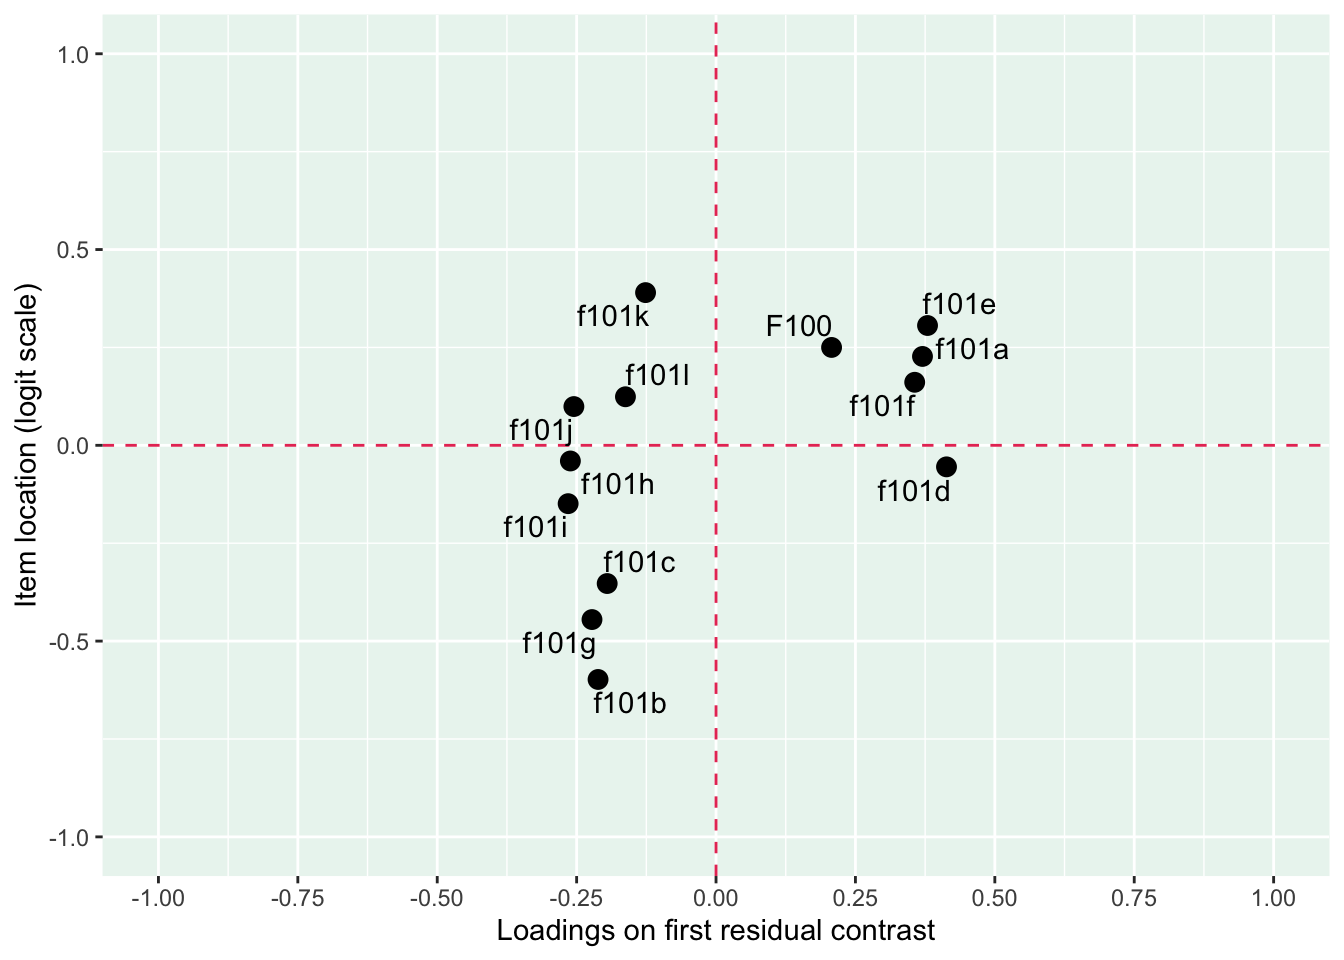 1.0
0.5
0.0
-0.5
-1.0
Item location (logit scale)
f101k
F100
f101e
f101a
f101l
f101f
f101j
f101h
f101d
f101i
f101c
f101g
f101b
-1.00 -0.75 -0.50 -0.25 0.00 0.25 0.50 0.75 1.00
Loadings on first residual contrast